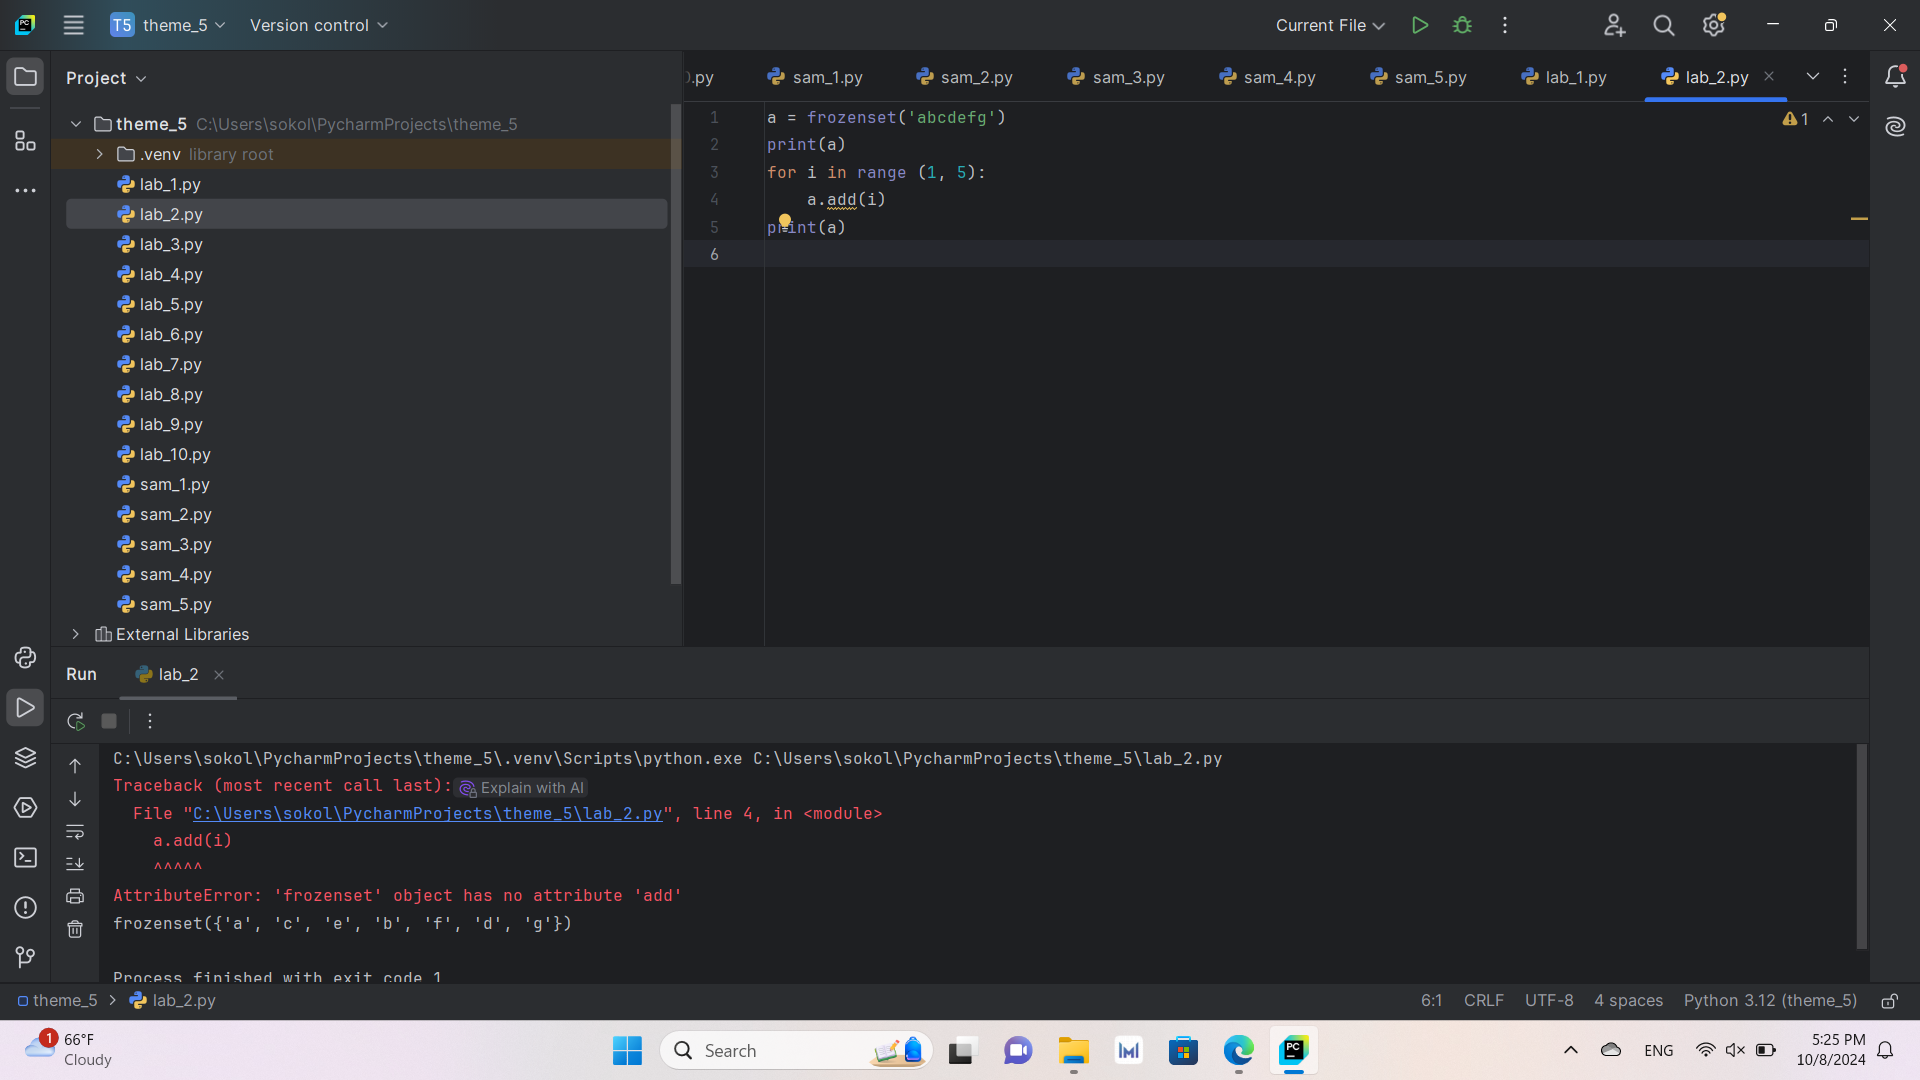 T5 theme_5 Version control Current File
Project
theme_5 C:\Users\sokol\PycharmProjects\theme_5
.venv library root
lab_1.py
lab_2.py
lab_3.py
lab_4.py
lab_5.py
lab_6.py
lab_7.py
lab_8.py
lab_9.py
lab_10.py
sam_1.py
sam_2.py
sam_3.py
sam_4.py
sam_5.py
External Libraries
.py sam_1.py sam_2.py sam_3.py sam_4.py sam_5.py lab_1.py lab_2.py
1 a = frozenset('abcdefg')
2 print(a)
3 for i in range (1, 5):
4     a.add(i)
5 print(a)
6
1
Run lab_2
C:\Users\sokol\PycharmProjects\theme_5\.venv\Scripts\python.exe C:\Users\sokol\PycharmProjects\theme_5\lab_2.py
Traceback (most recent call last): Explain with AI
  File "C:\Users\sokol\PycharmProjects\theme_5\lab_2.py", line 4, in <module>
    a.add(i)
    ^^^^^
AttributeError: 'frozenset' object has no attribute 'add'
frozenset({'a', 'c', 'e', 'b', 'f', 'd', 'g'})
Process finished with exit code 1
theme_5 > lab_2.py 6:1 CRLF UTF-8 4 spaces Python 3.12 (theme_5)
1
66°F
Cloudy
Search
PC
ENG
5:25 PM
10/8/2024